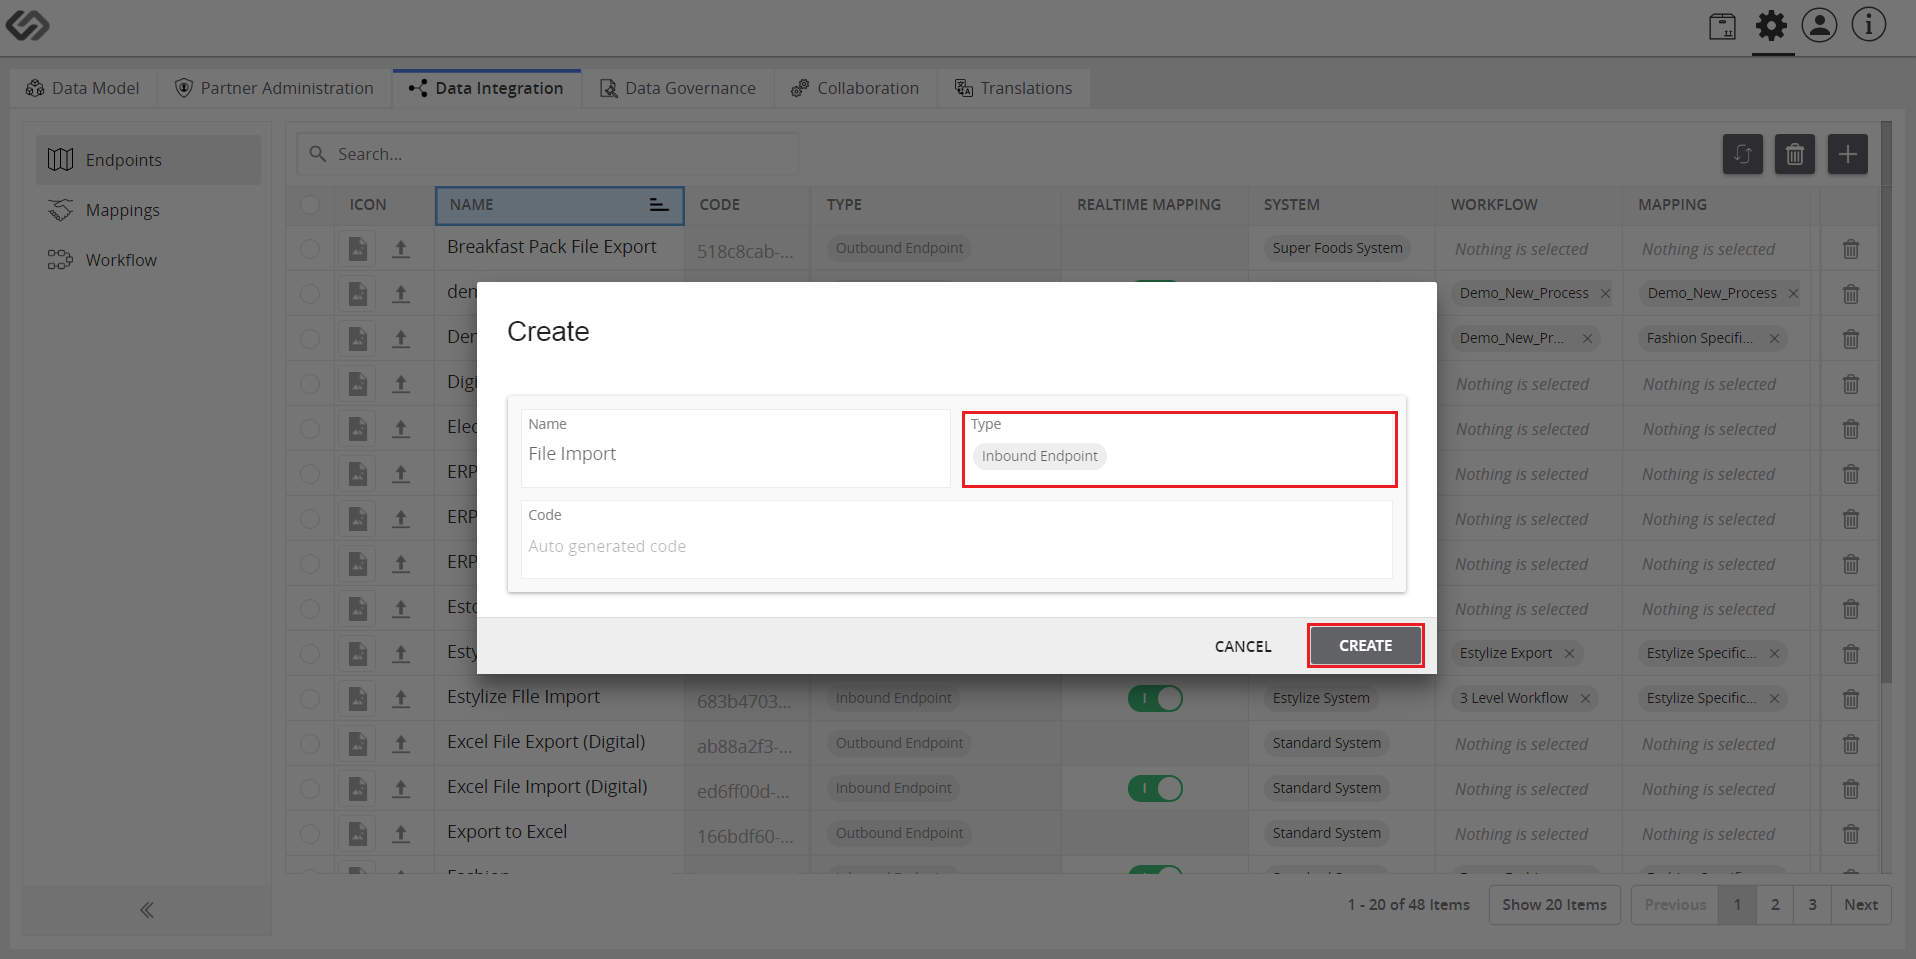 Data Model Partner Administration Data Integration Data Governance Collaboration Translations
Endpoints
Mappings
Workflow
Search...
ICON NAME CODE TYPE REALTIME MAPPING SYSTEM WORKFLOW MAPPING
Breakfast Pack File Export 518c8cab-... Outbound Endpoint Super Foods System Nothing is selected Nothing is selected
Demo_New_Process Demo_New_Process
Demo_New_Pr... Fashion Specifi...
Nothing is selected Nothing is selected
Nothing is selected Nothing is selected
ERP Nothing is selected Nothing is selected
ERP Nothing is selected Nothing is selected
ERP Nothing is selected Nothing is selected
Nothing is selected Nothing is selected
Estylize Export Estylize Specific...
Create
Name
File Import
Type
Inbound Endpoint
Code
Auto generated code
CANCEL CREATE
Estylize FIle Import 683b4703... Inbound Endpoint I Estylize System 3 Level Workflow Estylize Specific...
Excel File Export (Digital) ab88a2f3-... Outbound Endpoint Standard System Nothing is selected Nothing is selected
Excel File Import (Digital) ed6ff00d-... Inbound Endpoint I Standard System Nothing is selected Nothing is selected
Export to Excel 166bdf60-... Outbound Endpoint Standard System Nothing is selected Nothing is selected
1 - 20 of 48 Items Show 20 Items Previous 1 2 3 Next